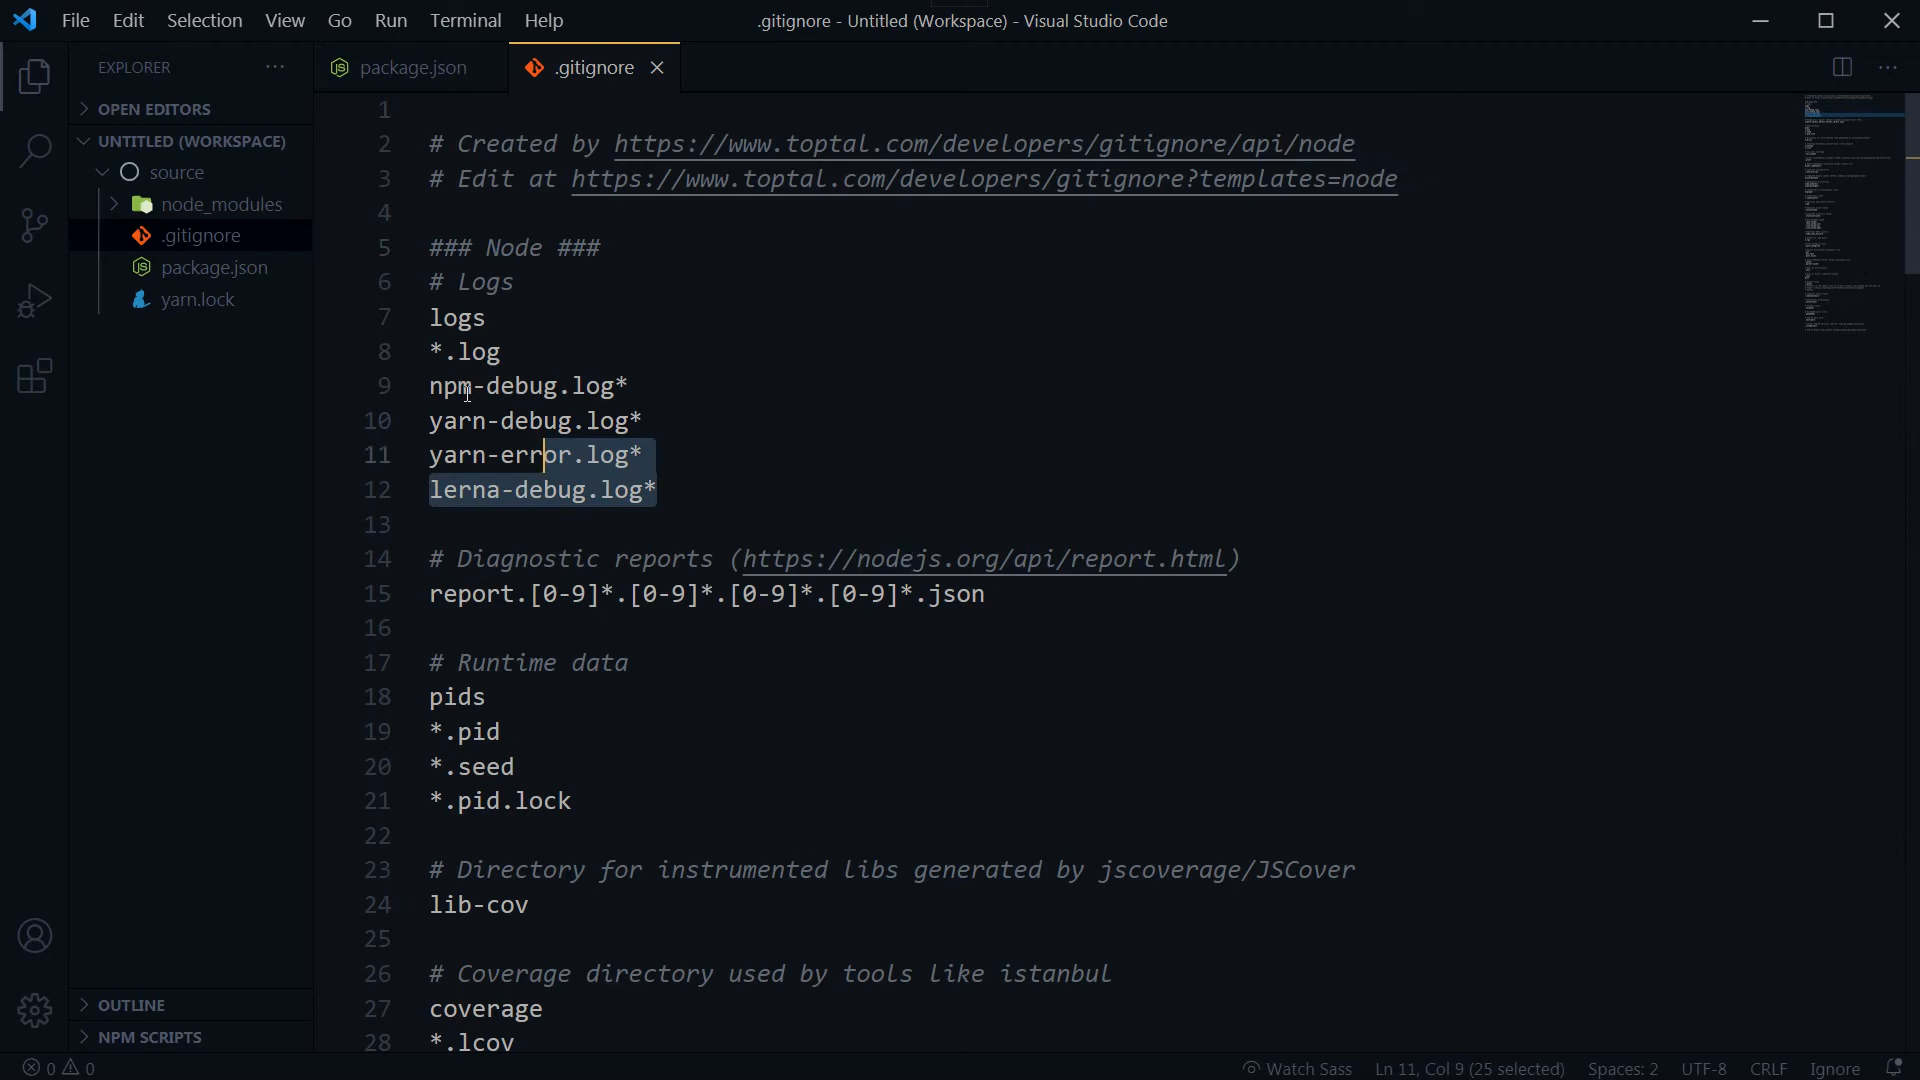 File Edit Selection View Go Run Terminal Help
.gitignore - Untitled (Workspace) - Visual Studio Code
EXPLORER
package.json
.gitignore
OPEN EDITORS
UNTITLED (WORKSPACE)
source
node_modules
.gitignore
package.json
yarn.lock
1
2 # Created by https://www.toptal.com/developers/gitignore/api/node
3 # Edit at https://www.toptal.com/developers/gitignore?templates=node
4
5 ### Node ###
6 # Logs
7 logs
8 *.log
9 npm-debug.log*
10 yarn-debug.log*
11 yarn-error.log*
12 lerna-debug.log*
13
14 # Diagnostic reports (https://nodejs.org/api/report.html)
15 report.[0-9]*.[0-9]*.[0-9]*.[0-9]*.json
16
17 # Runtime data
18 pids
19 *.pid
20 *.seed
21 *.pid.lock
22
23 # Directory for instrumented libs generated by jscoverage/JSCover
24 lib-cov
25
26 # Coverage directory used by tools like istanbul
27 coverage
28 *.lcov
OUTLINE
NPM SCRIPTS
0 0
Watch Sass Ln 11, Col 9 (25 selected) Spaces: 2 UTF-8 CRLF Ignore